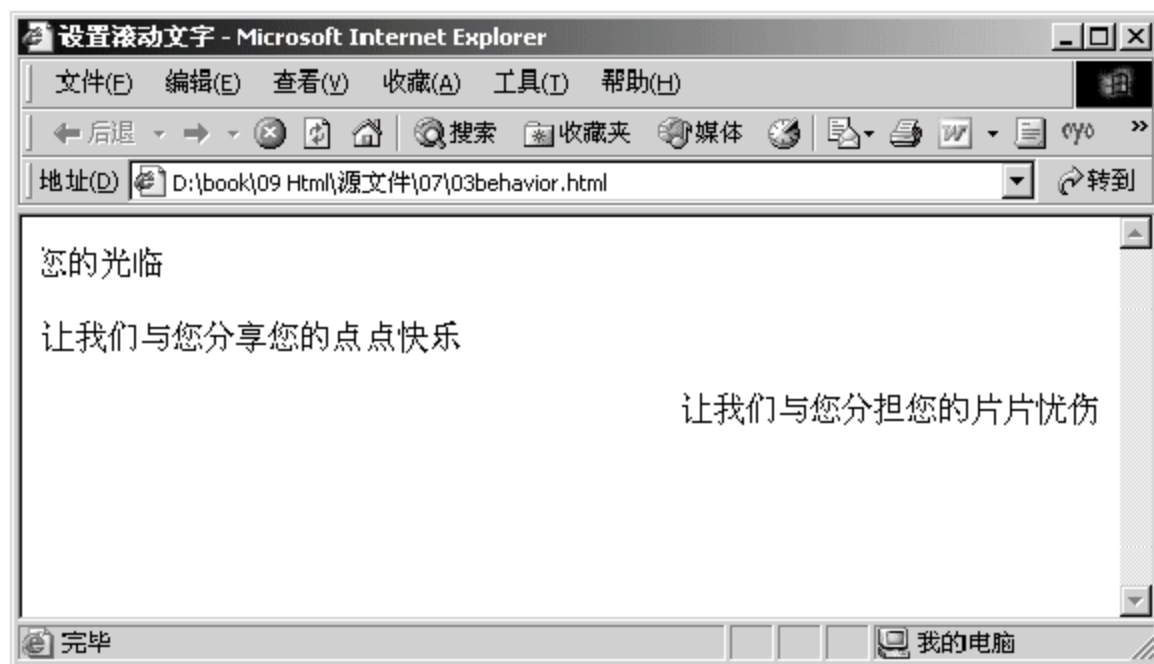 设置滚动文字 - Microsoft Internet Explorer
文件(F) 编辑(E) 查看(V) 收藏(A) 工具(T) 帮助(H)
后退 搜索 收藏夹 媒体 W »
地址(D) D:\book\09 Html\源文件\07\03behavior.html 转到
您的光临
让我们与您分享您的点点快乐
让我们与您分担您的片片忧伤
完毕 我的电脑